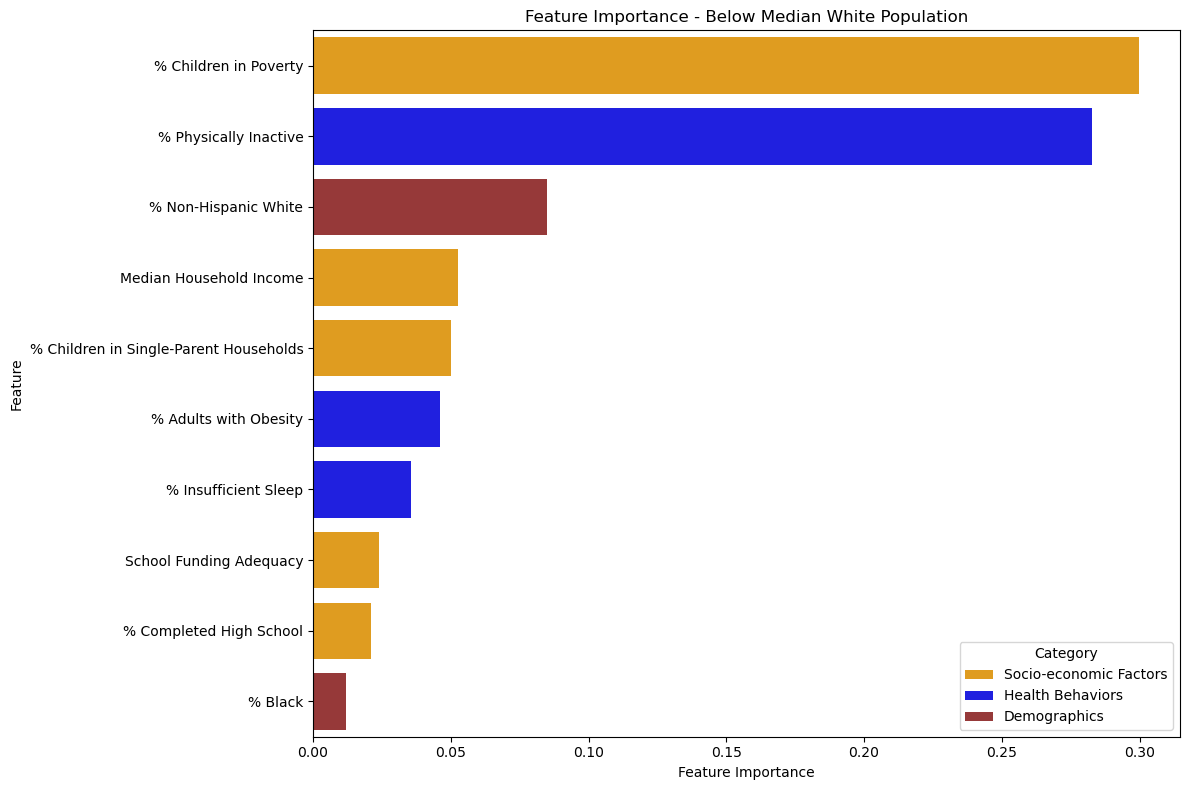 Feature Importance - Below Median White Population
% Children in Poverty
% Physically Inactive
% Non-Hispanic White
Median Household Income
% Children in Single-Parent Households
% Adults with Obesity
% Insufficient Sleep
School Funding Adequacy
% Completed High School
% Black
Feature
Category
Socio-economic Factors
Health Behaviors
Demographics
0.00 0.05 0.10 0.15 0.20 0.25 0.30
Feature Importance